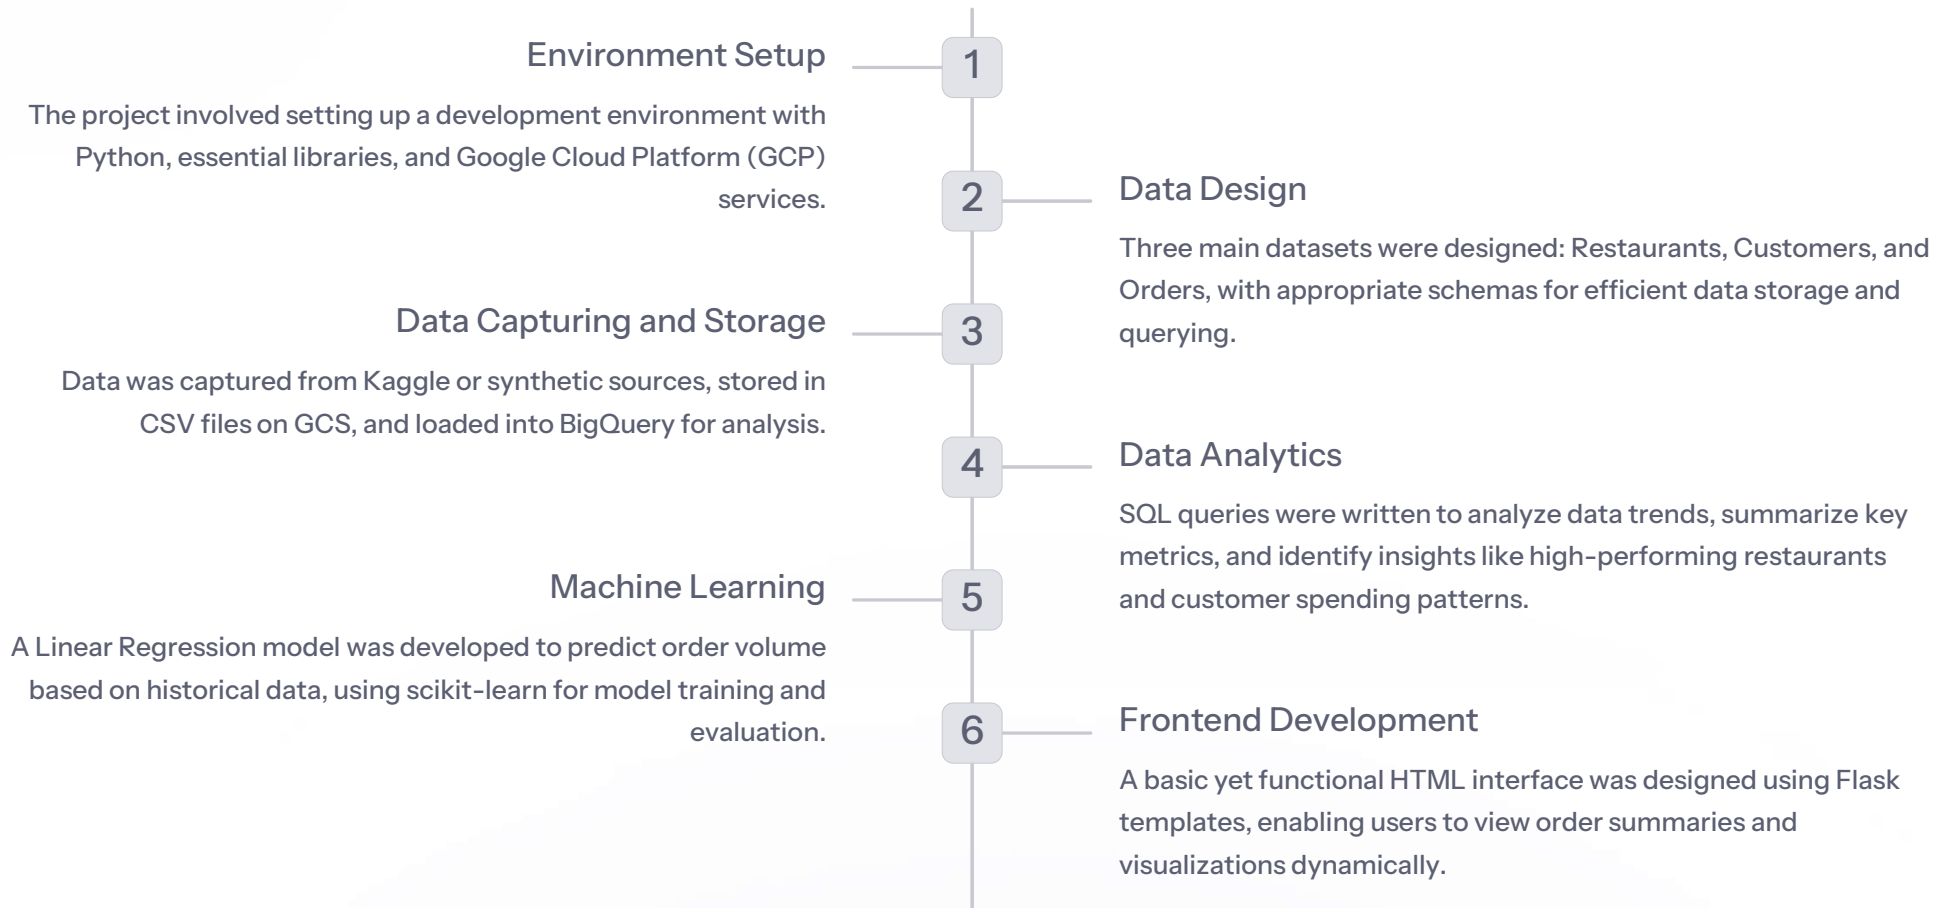 Environment Setup
1
The project involved setting up a development environment with
Python, essential libraries, and Google Cloud Platform (GCP)
services.
2
Data Design
Three main datasets were designed: Restaurants, Customers, and
Orders, with appropriate schemas for efficient data storage and
querying.
Data Capturing and Storage
3
Data was captured from Kaggle or synthetic sources, stored in
CSV files on GCS, and loaded into BigQuery for analysis.
4
Data Analytics
SQL queries were written to analyze data trends, summarize key
metrics, and identify insights like high-performing restaurants
and customer spending patterns.
Machine Learning
5
A Linear Regression model was developed to predict order volume
based on historical data, using scikit-learn for model training and
evaluation.
6
Frontend Development
A basic yet functional HTML interface was designed using Flask
templates, enabling users to view order summaries and
visualizations dynamically.